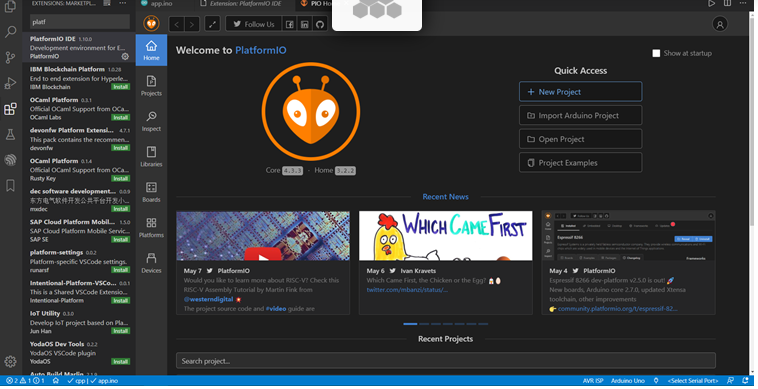 EXTENSIONS: MARKETPL...
platf
PlatformIO IDE 1.10.0
Development environment for E...
PlatformIO
IBM Blockchain Platform 1.0.28
End to end extension for Hyperle...
IBM Blockchain Install
OCaml Platform 0.3.1
Official OCaml Support from OCa...
OCaml Labs Install
devonfw Platform Extensi... 4.7.1
This pack contains the recommen...
devonfw Install
OCaml Platform 0.1.4
Official OCaml Support from OCa...
Rusty Key Install
dec software development... 0.0.9
东方电气软件开发公共平台开发小...
mxdec Install
SAP Cloud Platform Mobile... 1.3.0
SAP Cloud Platform Mobile Servic...
SAP SE Install
platform-settings 0.0.2
Platform-specific VSCode settings.
runarsf Install
Intentional-Platform-VSCo... 0.0.1
This is a Shared VSCode Extension...
Intentional-Platform Install
IoT Utility 0.3.0
Develop IoT project based on Pla...
Jun Han Install
YodaOS Dev Tools 0.2.2
YodaOS VSCode plugin
YodaOS Install
app.ino
Extension: PlatformIO IDE
PIO Ho
Follow Us
Home
Projects
Inspect
Libraries
Boards
Platforms
Devices
Welcome to PlatformIO
Show at startup
Core 4.3.3 · Home 3.2.2
Quick Access
New Project
Import Arduino Project
Open Project
Project Examples
Recent News
May 7 PlatformIO
Would you like to learn more about RISC-V? Check this
RISC-V Assembly Tutorial by Martin Fink from
@westerndigital
The project source code and #video guide are
WHICH CAME FIRST
May 6 Ivan Kravets
Which Came First, the Chicken or the Egg?
twitter.com/mbanzi/status/...
May 4 PlatformIO
Espressif 8266 dev-platform v2.5.0 is out!
New boards, Arduino core 2.7.0, updated Xtensa
toolchain, other improvements
community.platformio.org/t/espressif-82...
Recent Projects
Search project...
2 1 cpp app.ino
AVR ISP Arduino Uno <Select Serial Port>